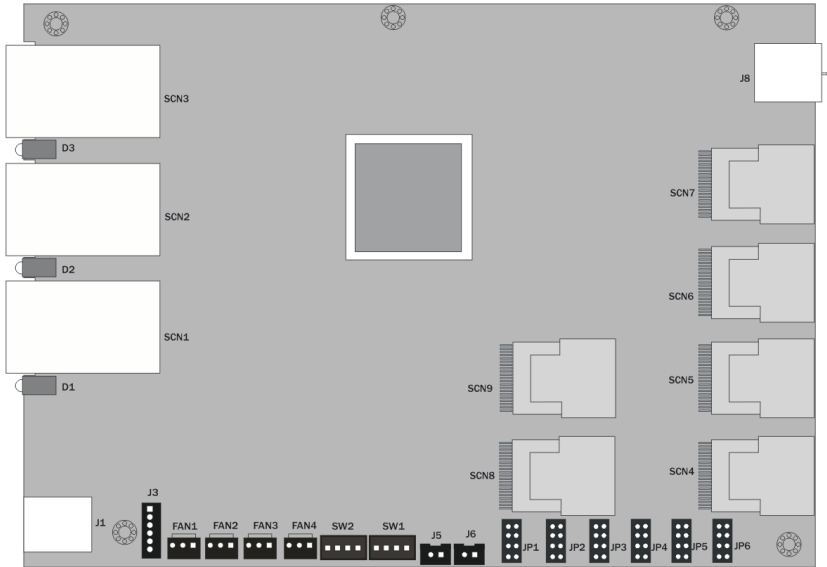 J8
SCN3
D3
SCN7
SCN2
D2
SCN6
SCN1
SCN5
D1
SCN9
SCN4
SCN8
J3
J1
FAN1 FAN2 FAN3 FAN4 SW2 SW1 J5 J6
JP1 JP2 JP3 JP4 JP5 JP6